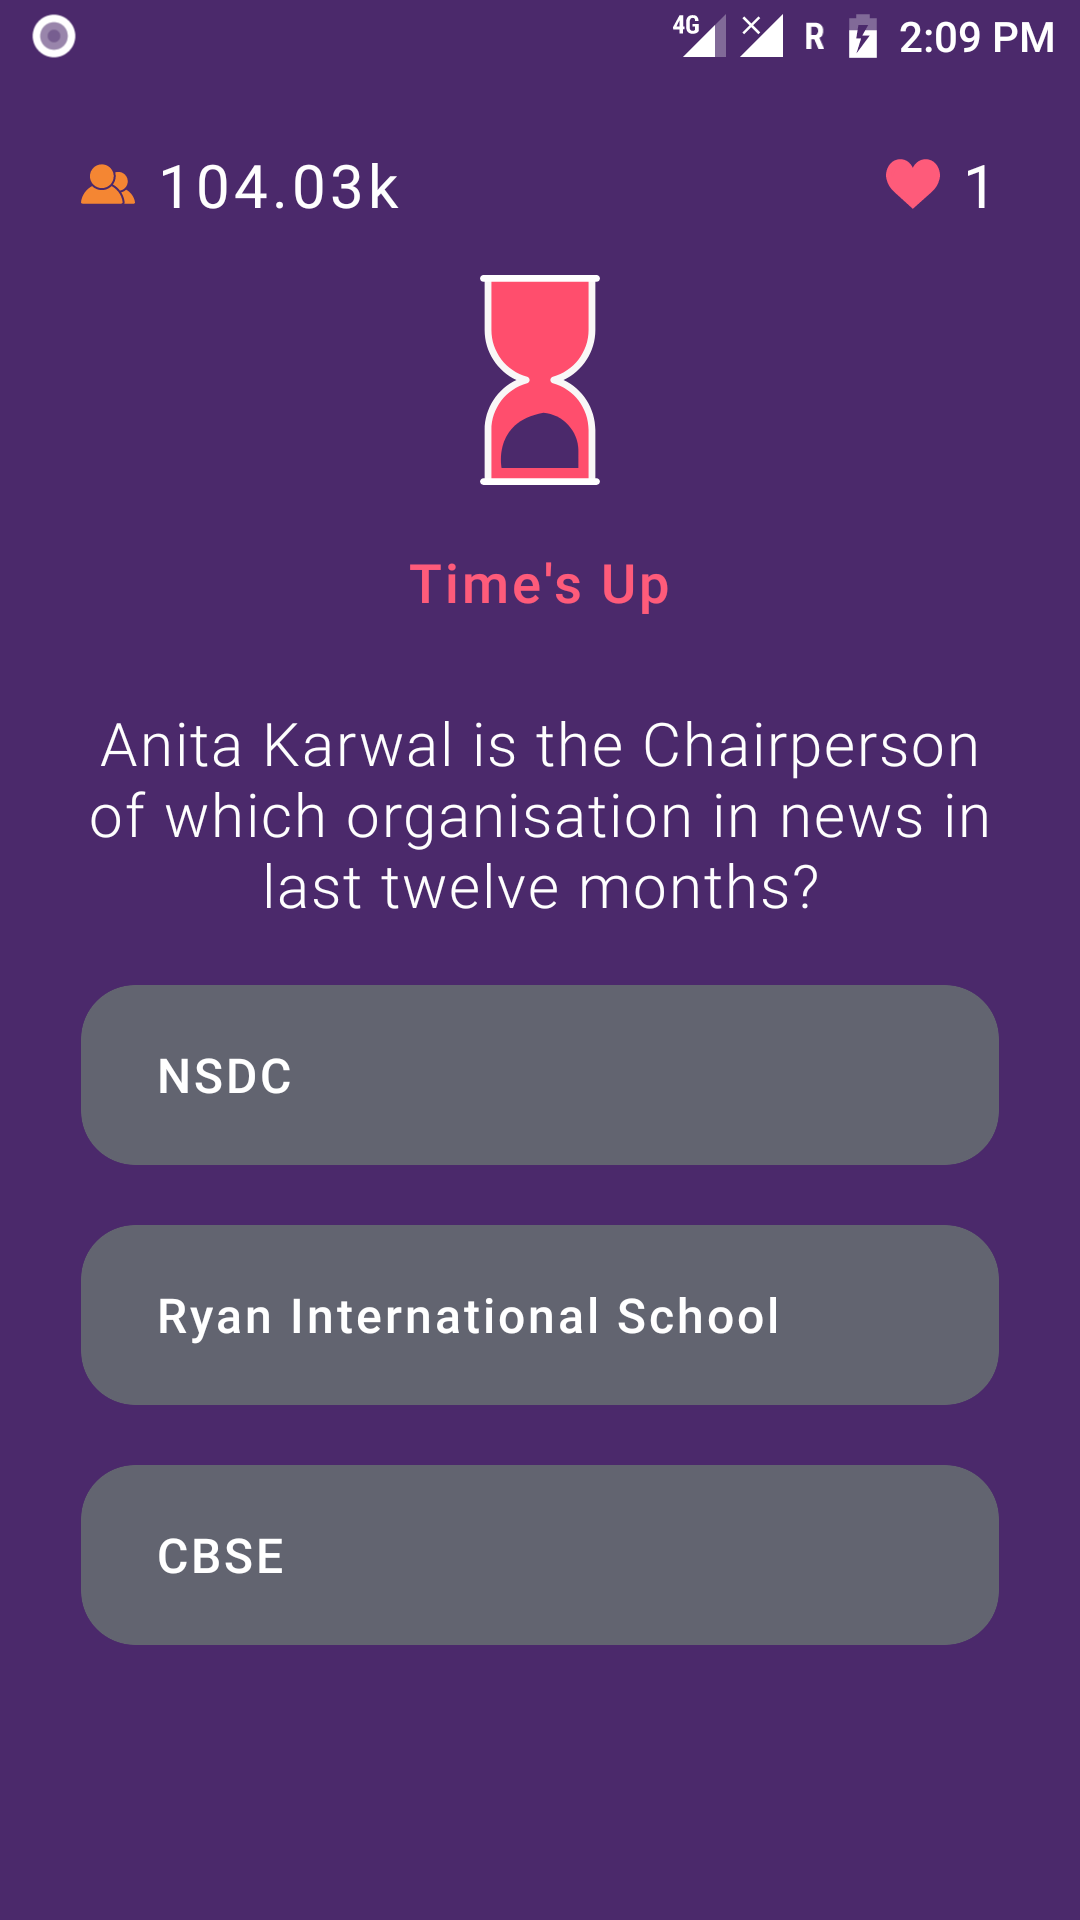 4G R 2:09 PM
104.03k 1
Time's Up
Anita Karwal is the Chairperson
of which organisation in news in
last twelve months?
NSDC
Ryan International School
CBSE